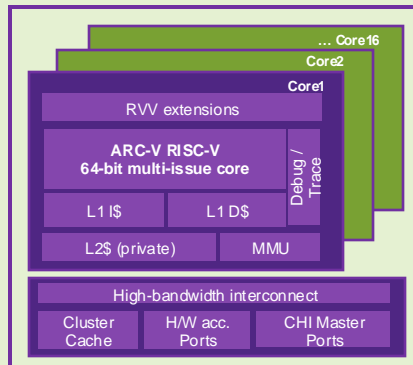 ... Core16
Core2
Core1
RVV extensions
ARC-V RISC-V
64-bit multi-issue core
Debug /
Trace
L1 I$
L1 D$
L2$ (private)
MMU
High-bandwidth interconnect
Cluster
Cache
H/W acc.
Ports
CHI Master
Ports